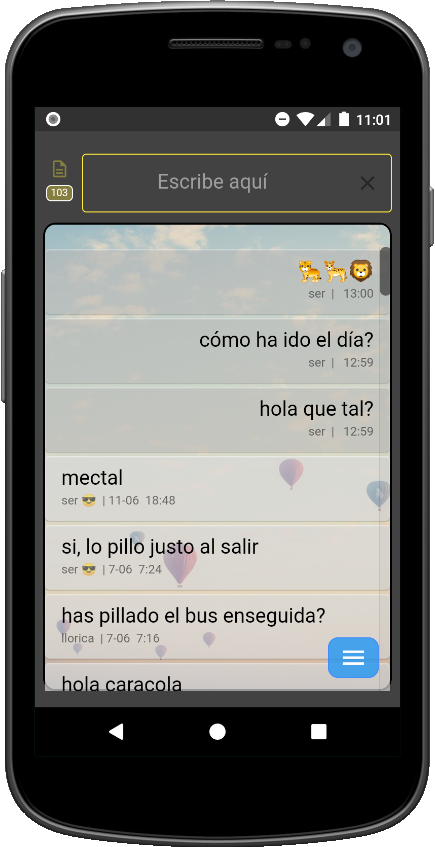 11:01
103
Escribe aquí
🐅🐆🦁
ser | 13:00
cómo ha ido el día?
ser | 12:59
hola que tal?
ser | 12:59
mectal
ser 😎 | 11-06 18:48
si, lo pillo justo al salir
ser 😎 | 7-06 7:24
has pillado el bus enseguida?
llorica | 7-06 7:16
hola caracola